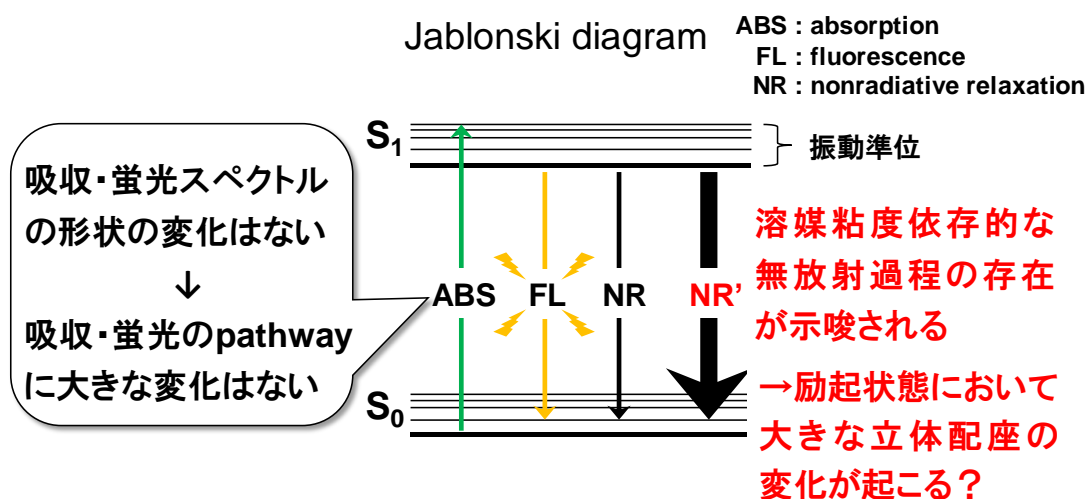 Jablonski diagram
ABS : absorption
FL : fluorescence
NR : nonradiative relaxation
S₁
振動準位
吸収・蛍光スペクトル
の形状の変化はない
↓
吸収・蛍光のpathway
に大きな変化はない
ABS
FL
NR
NR’
S₀
溶媒粘度依存的な
無放射過程の存在
が示唆される
→励起状態において
大きな立体配座の
変化が起こる？